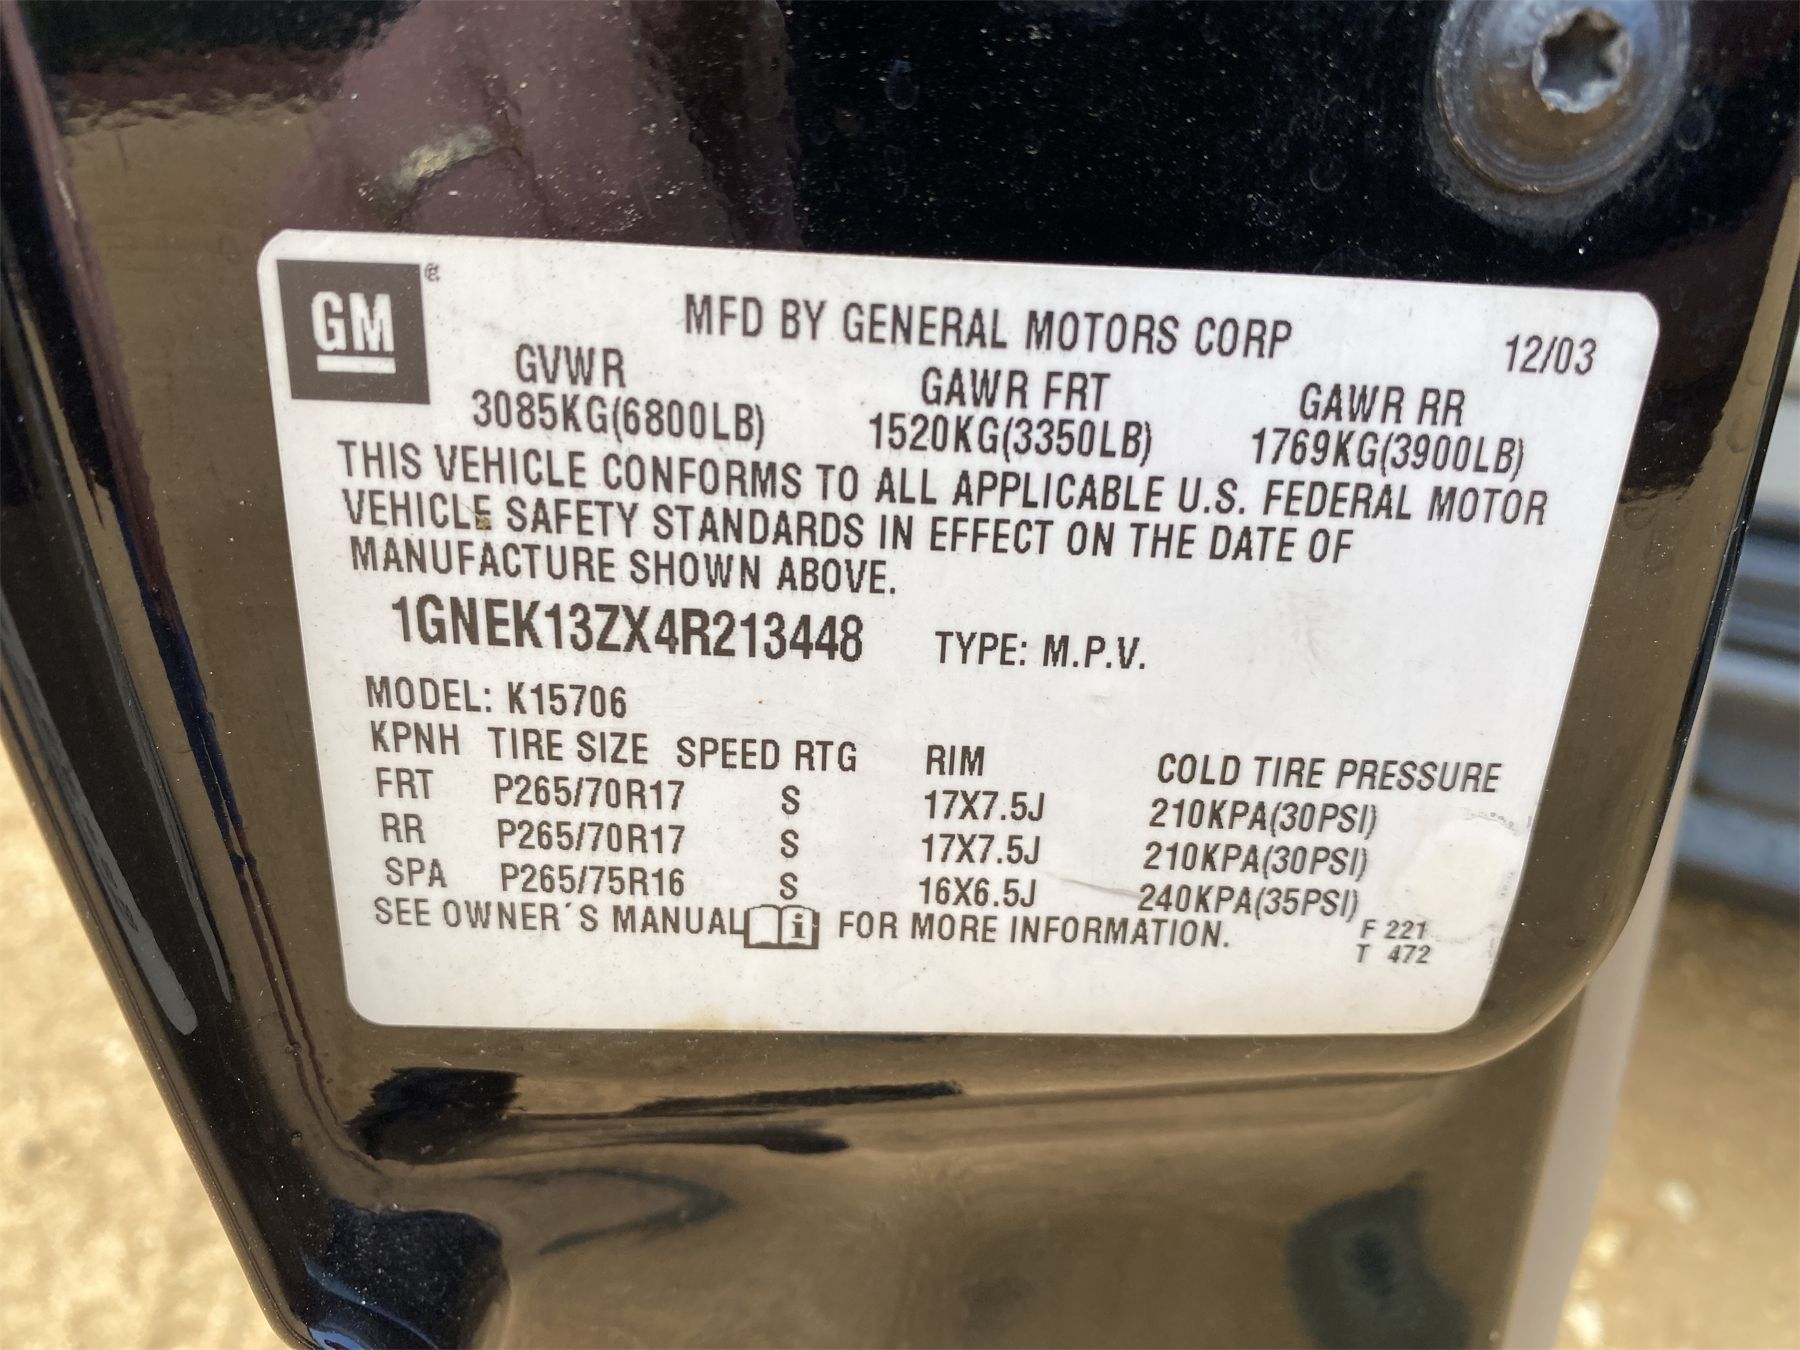 GM ®
MFD BY GENERAL MOTORS CORP 12/03
GVWR GAWR FRT GAWR RR
3085KG(6800LB) 1520KG(3350LB) 1769KG(3900LB)
THIS VEHICLE CONFORMS TO ALL APPLICABLE U.S. FEDERAL MOTOR
VEHICLE SAFETY STANDARDS IN EFFECT ON THE DATE OF
MANUFACTURE SHOWN ABOVE.
1GNEK13ZX4R213448 TYPE: M.P.V.
MODEL: K15706
KPNH TIRE SIZE SPEED RTG RIM COLD TIRE PRESSURE
FRT P265/70R17 S 17X7.5J 210KPA(30PSI)
RR P265/70R17 S 17X7.5J 210KPA(30PSI)
SPA P265/75R16 S 16X6.5J 240KPA(35PSI)
SEE OWNER´S MANUAL i FOR MORE INFORMATION.
F 221
T 472